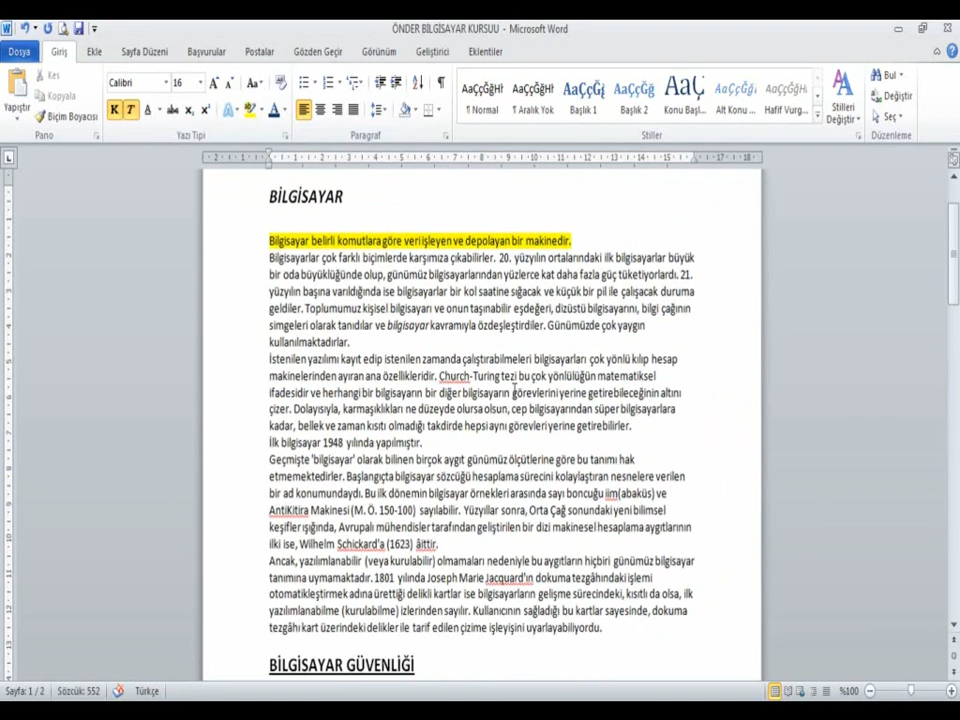 ÖNDER BİLGİSAYAR KURSUU - Microsoft Word
Dosya Giriş Ekle Sayfa Düzeni Başvurular Postalar Gözden Geçir Görünüm Geliştirici Eklentiler
Yapıştır
Kes
Kopyala
Biçim Boyacısı
Pano
Calibri 16
K T A abc x₂ x²
Yazı Tipi
Paragraf
AaÇçĞğHł AaÇçĞğHł AaÇçĞğ AaÇçĞğ AaÇ AaÇçĞğ AaÇçĞğHł
¶ Normal ¶ Aralık Yok Başlık 1 Başlık 2 Konu Başl... Alt Konu ... Hafif Vurg...
Stilleri Değiştir
Stiller
Bul
Değiştir
Seç
Düzenleme
BİLGİSAYAR
Bilgisayar belirli komutlara göre veri işleyen ve depolayan bir makinedir.
Bilgisayarlar çok farklı biçimlerde karşımıza çıkabilirler. 20. yüzyılın ortalarındaki ilk bilgisayarlar büyük
bir oda büyüklüğünde olup, günümüz bilgisayarlarından yüzlerce kat daha fazla güç tüketiyorlardı. 21.
yüzyılın başına varıldığında ise bilgisayarlar bir kol saatine sığacak ve küçük bir pil ile çalışacak duruma
geldiler. Toplumumuz kişisel bilgisayarı ve onun taşınabilir eşdeğeri, dizüstü bilgisayarını, bilgi çağının
simgeleri olarak tanıdılar ve bilgisayar kavramıyla özdeşleştirdiler. Günümüzde çok yaygın
kullanılmaktadırlar.
İstenilen yazılımı kayıt edip istenilen zamanda çalıştırabilmeleri bilgisayarları çok yönlü kılıp hesap
makinelerinden ayıran ana özellikleridir. Church-Turing tezi bu çok yönlülüğün matematiksel
ifadesidir ve herhangi bir bilgisayarın bir diğer bilgisayarın görevlerini yerine getirebileceğinin altını
çizer. Dolayısıyla, karmaşıklıkları ne düzeyde olursa olsun, cep bilgisayarından süper bilgisayarlara
kadar, bellek ve zaman kısıtı olmadığı takdirde hepsi aynı görevleri yerine getirebilirler.
İlk bilgisayar 1948 yılında yapılmıştır.
Geçmişte 'bilgisayar' olarak bilinen birçok aygıt günümüz ölçütlerine göre bu tanımı hak
etmemektedirler. Başlangıçta bilgisayar sözcüğü hesaplama sürecini kolaylaştıran nesnelere verilen
bir ad konumundaydı. Bu ilk dönemin bilgisayar örnekleri arasında sayı boncuğu iim(abaküs) ve
AntiKitira Makinesi (M. Ö. 150-100) sayılabilir. Yüzyıllar sonra, Orta Çağ sonundaki yeni bilimsel
keşifler ışığında, Avrupalı mühendisler tarafından geliştirilen bir dizi makinesel hesaplama aygıtlarının
ilki ise, Wilhelm Schickard'a (1623) âittir.
Ancak, yazılımlanabilir (veya kurulabilir) olmamaları nedeniyle bu aygıtların hiçbiri günümüz bilgisayar
tanımına uymamaktadır. 1801 yılında Joseph Marie Jacquard'ın dokuma tezgâhındaki işlemi
otomatikleştirmek adına ürettiği delikli kartlar ise bilgisayarların gelişme sürecindeki, kısıtlı da olsa, ilk
yazılımlanabilme (kurulabilme) izlerinden sayılır. Kullanıcının sağladığı bu kartlar sayesinde, dokuma
tezgâhı kart üzerindeki delikler ile tarif edilen çizime işleyişini uyarlayabiliyordu.
BİLGİSAYAR GÜVENLİĞİ
Sayfa: 1 / 2 Sözcük: 552 Türkçe %100